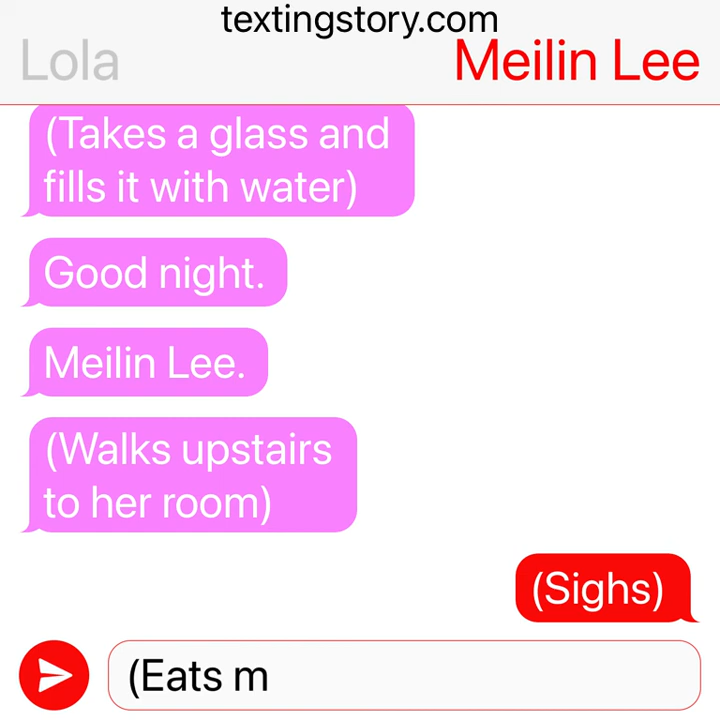 textingstory.com
Lola
Meilin Lee
(Takes a glass and
fills it with water)
Good night.
Meilin Lee.
(Walks upstairs
to her room)
(Sighs)
(Eats m